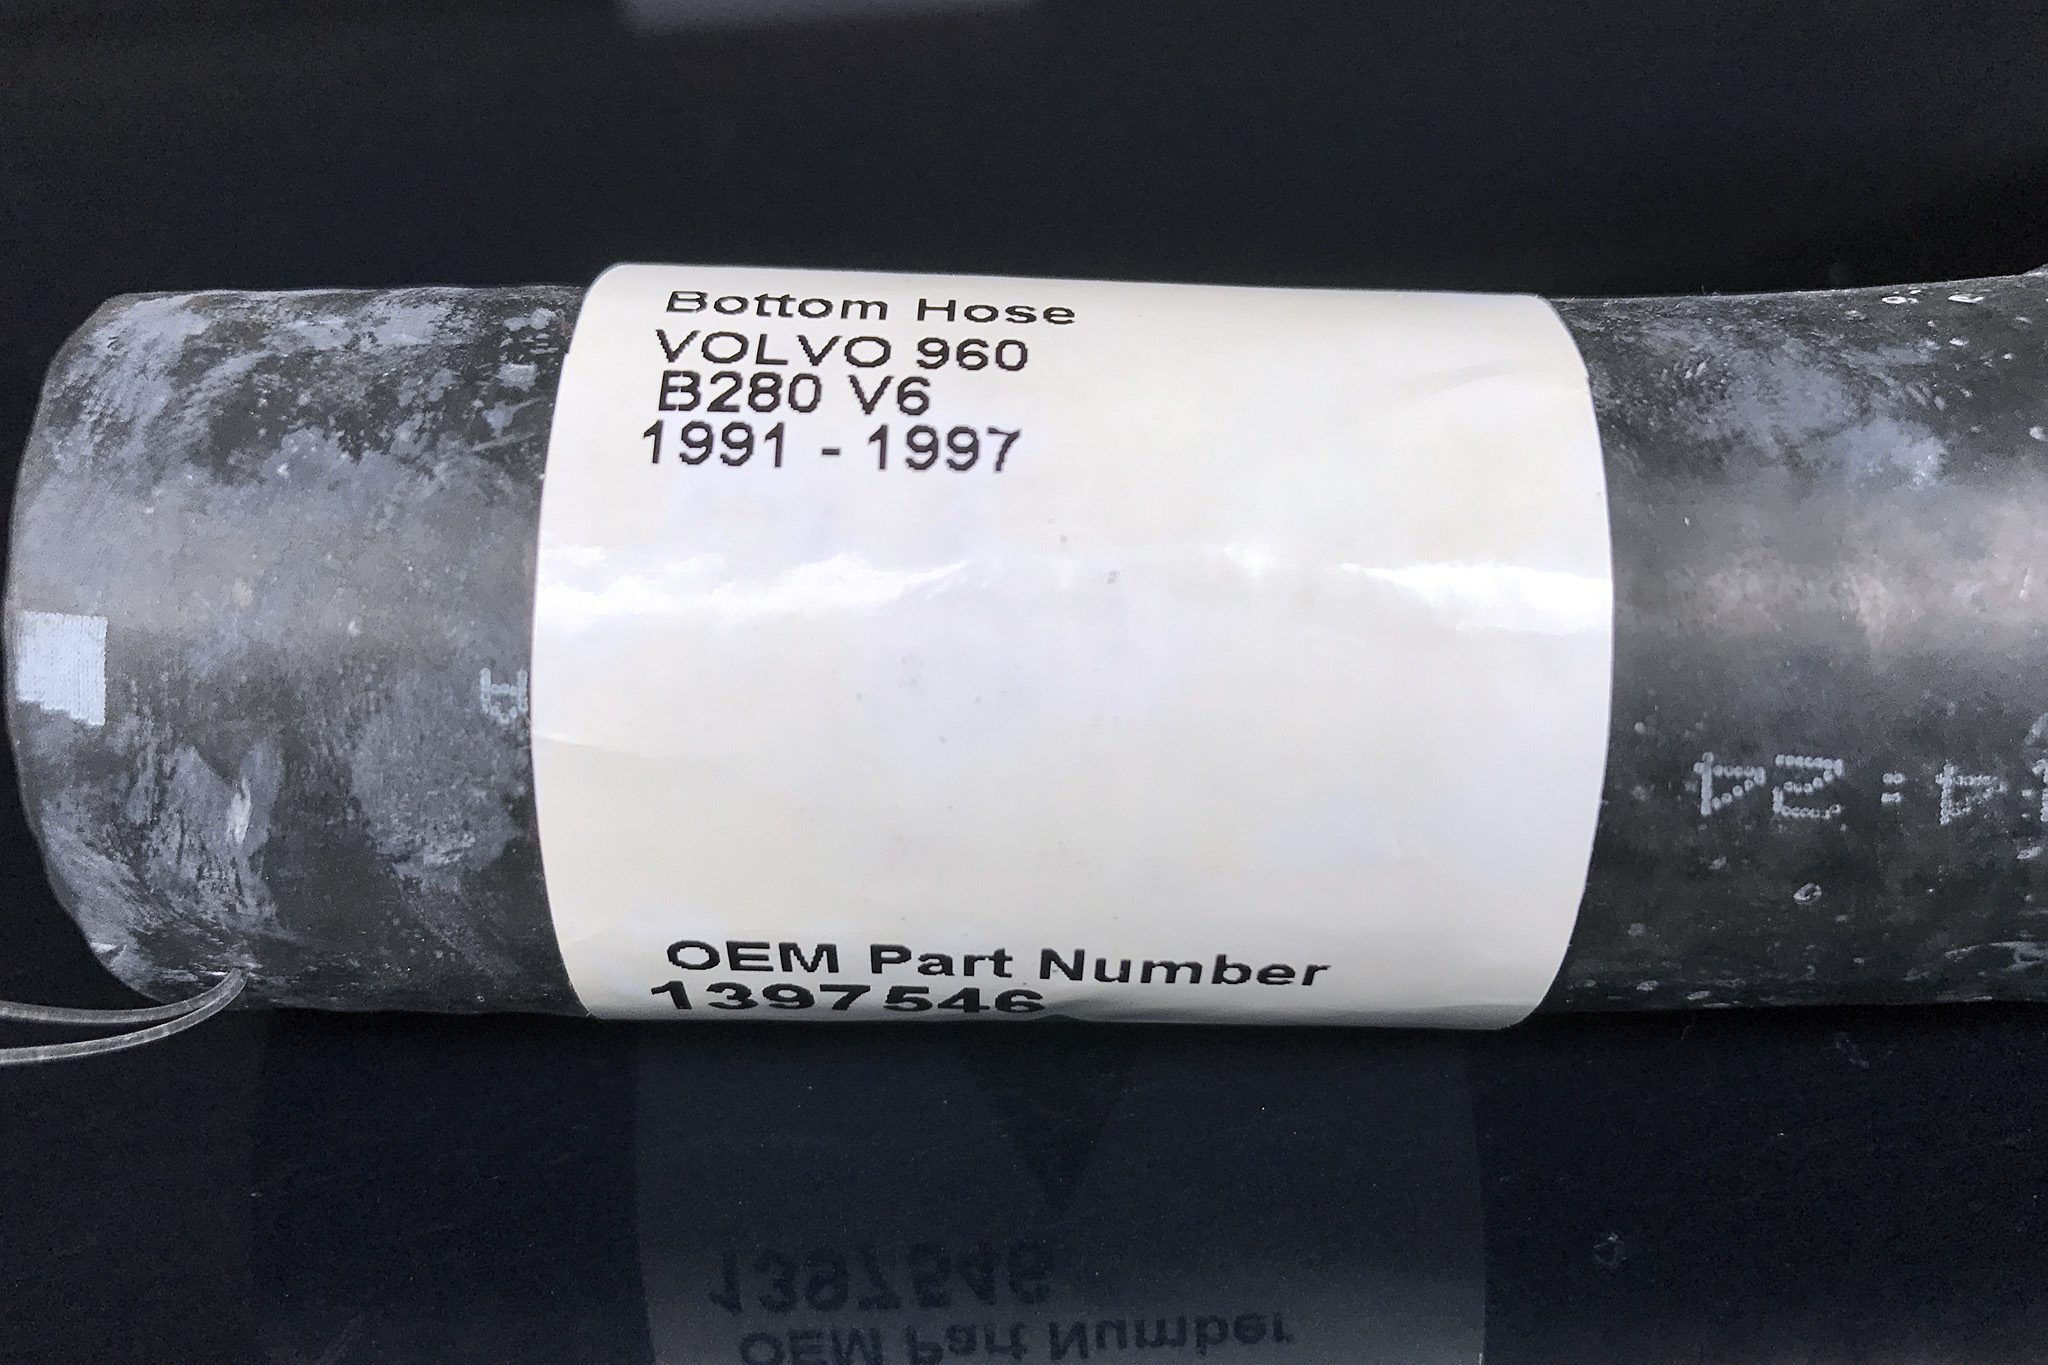 Bottom Hose
VOLVO 960
B280 V6
1991 - 1997
OEM Part Number
1397546